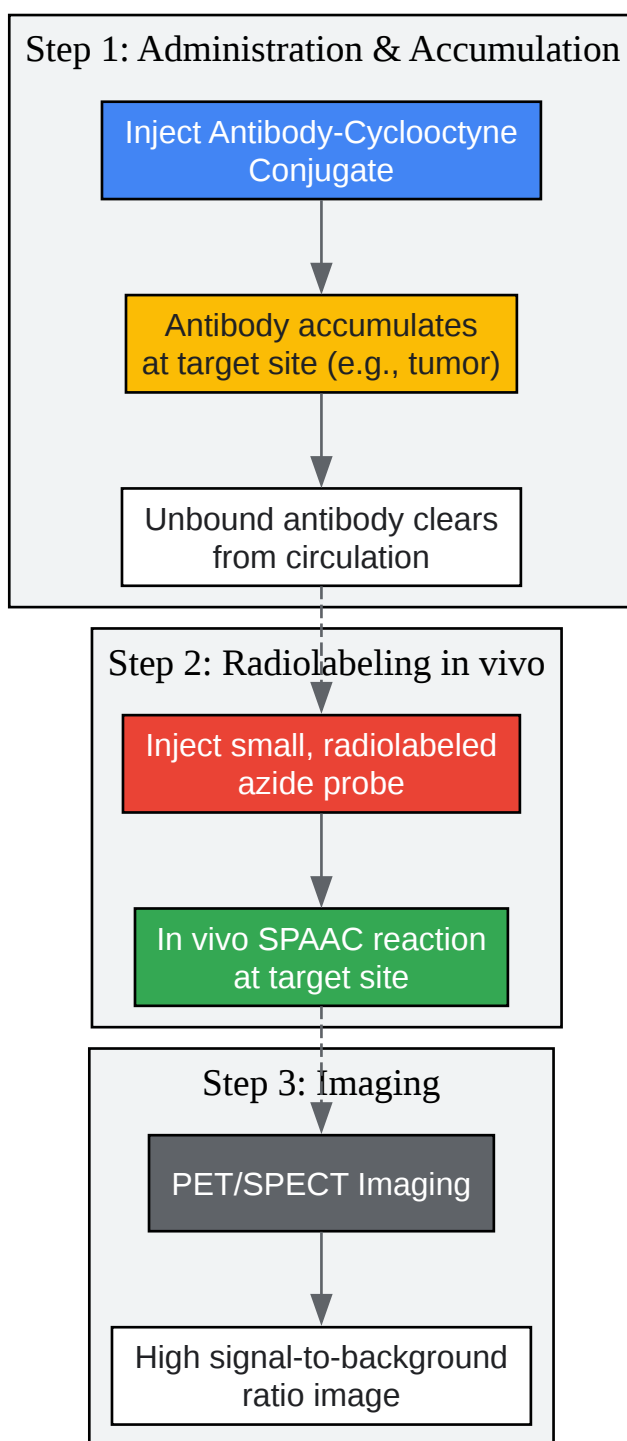 Step 1: Administration & Accumulation
Inject Antibody-Cyclooctyne
Conjugate
Antibody accumulates
at target site (e.g., tumor)
Unbound antibody clears
from circulation
Step 2: Radiolabeling in vivo
Inject small, radiolabeled
azide probe
In vivo SPAAC reaction
at target site
Step 3: Imaging
PET/SPECT Imaging
High signal-to-background
ratio image